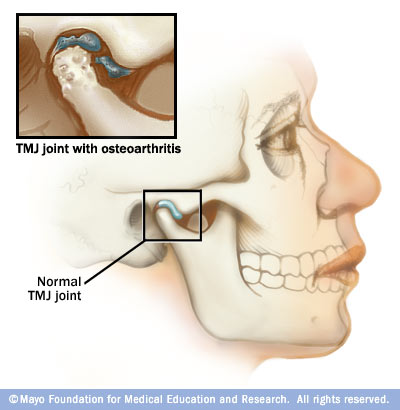 TMJ joint with osteoarthritis
Normal
TMJ joint
© Mayo Foundation for Medical Education and Research. All rights reserved.